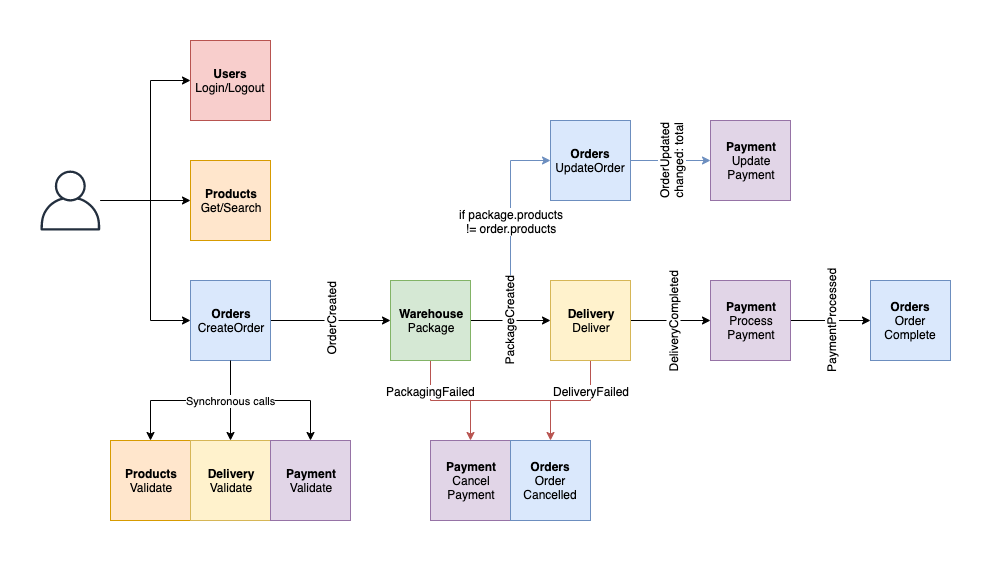 Users
Login/Logout
Products
Get/Search
Orders
UpdateOrder
OrderUpdated
changed: total
Payment
Update
Payment
if package.products
!= order.products
Orders
CreateOrder
OrderCreated
Warehouse
Package
PackageCreated
Delivery
Deliver
DeliveryCompleted
Payment
Process
Payment
PaymentProcessed
Orders
Order
Complete
Synchronous calls
PackagingFailed
DeliveryFailed
Products
Validate
Delivery
Validate
Payment
Validate
Payment
Cancel
Payment
Orders
Order
Cancelled